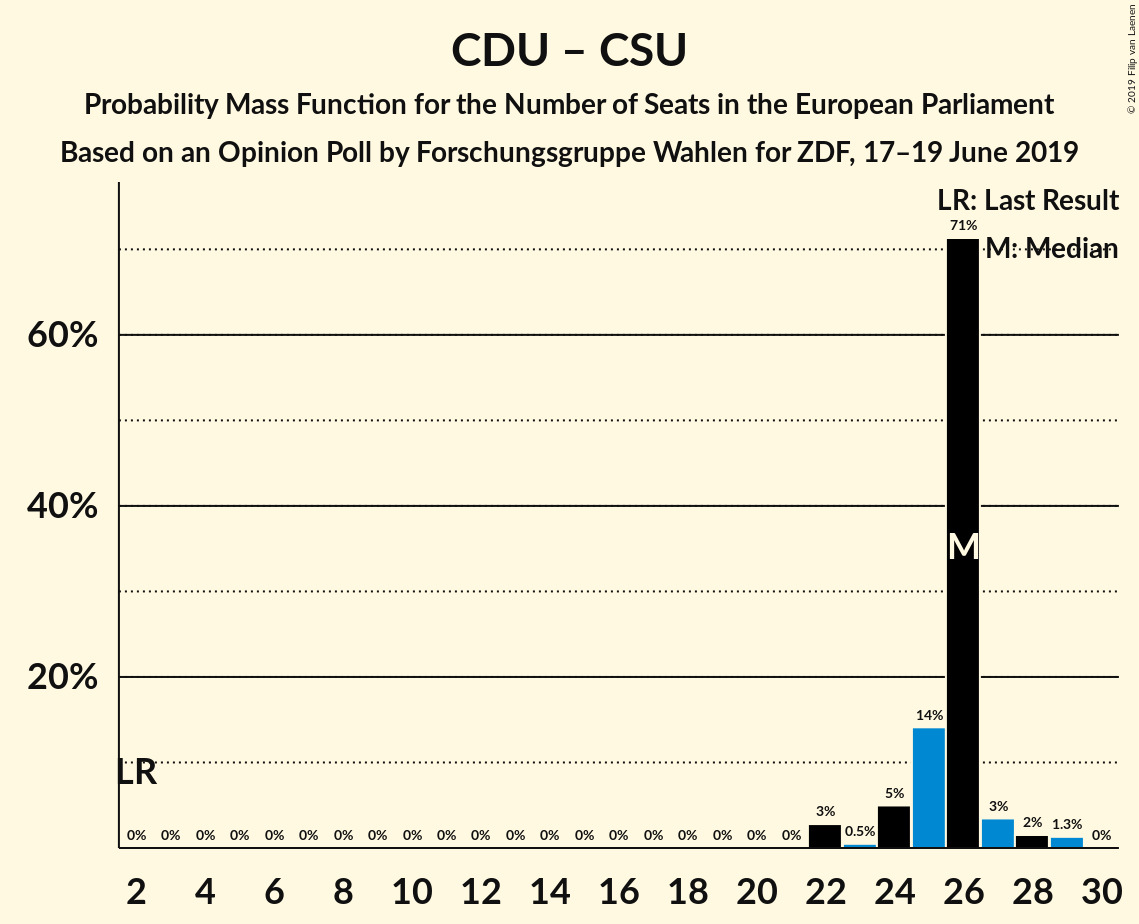 CDU – CSU
Probability Mass Function for the Number of Seats in the European Parliament
Based on an Opinion Poll by Forschungsgruppe Wahlen for ZDF, 17–19 June 2019
© 2019 Filip van Laenen
LR: Last Result
M: Median
71%
60%
40%
M
20%
14%
LR
5%
3%
3%
2%
1.3%
0.5%
0% 0% 0% 0% 0% 0% 0% 0% 0% 0% 0% 0% 0% 0% 0% 0% 0% 0% 0% 0% 0%
2 4 6 8 10 12 14 16 18 20 22 24 26 28 30